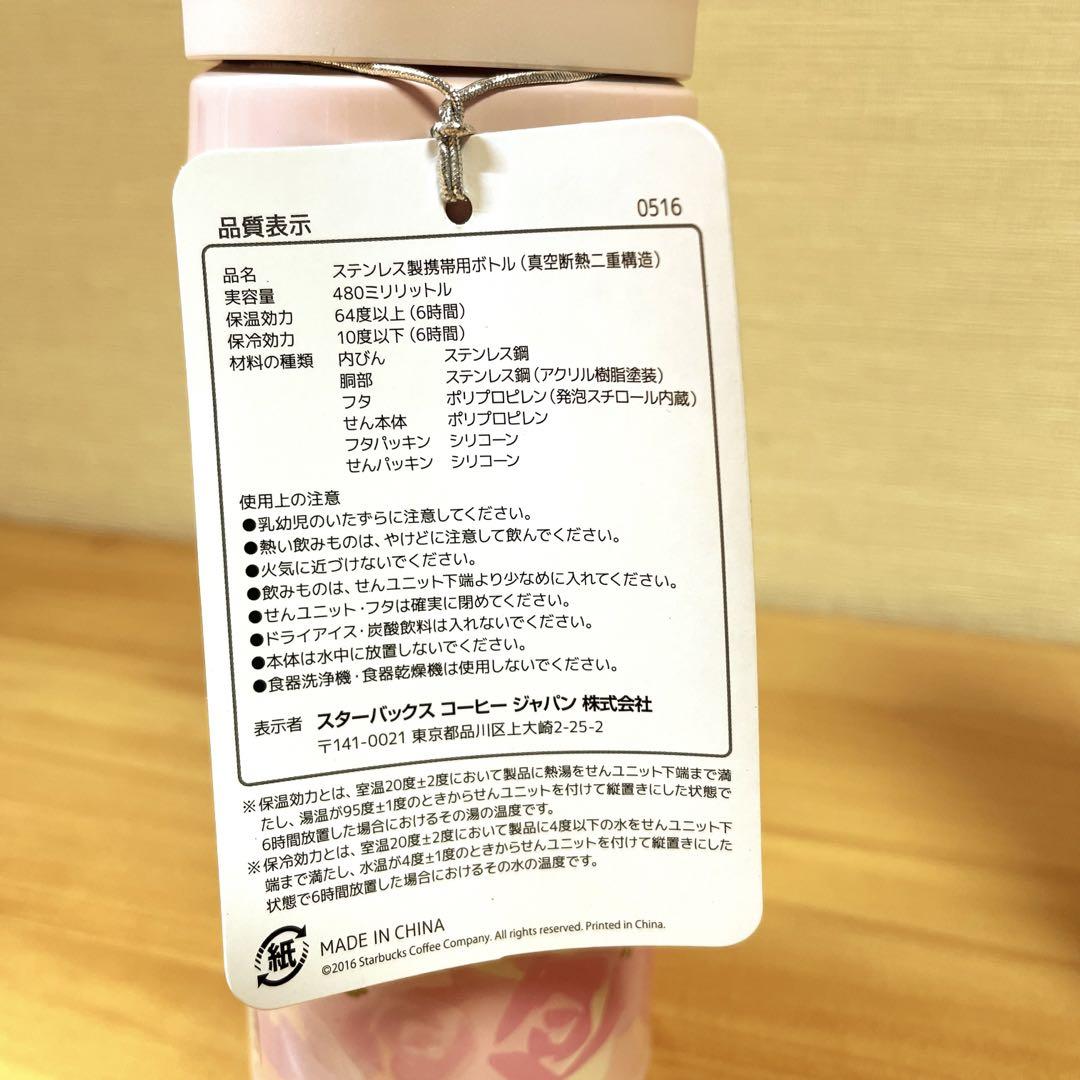 0516
品質表示
品名 ステンレス製携帯用ボトル(真空断熱二重構造)
実容量 480ミリリットル
保温効力 64度以上(6時間)
保冷効力 10度以下(6時間)
材料の種類 内びん ステンレス鋼
胴部 ステンレス鋼(アクリル樹脂塗装)
フタ ポリプロピレン(発泡スチロール内蔵)
せん本体 ポリプロピレン
フタパッキン シリコーン
せんパッキン シリコーン
使用上の注意
●乳幼児のいたずらに注意してください。
●熱い飲みものは、やけどに注意して飲んでください。
●火気に近づけないでください。
●飲みものは、せんユニット下端より少なめに入れてください。
●せんユニット・フタは確実に閉めてください。
●ドライアイス・炭酸飲料は入れないでください。
●本体は水中に放置しないでください。
●食器洗浄機・食器乾燥機は使用しないでください。
表示者 スターバックス コーヒー ジャパン 株式会社
〒141-0021 東京都品川区上大崎2-25-2
※保温効力とは、室温20度±2度において製品に熱湯をせんユニット下端まで満
たし、湯温が95度±1度のときからせんユニットを付けて縦置きにした状態で
6時間放置した場合におけるその湯の温度です。
※保冷効力とは、室温20度±2度において製品に4度以下の水をせんユニット下
端まで満たし、水温が4度±1度のときからせんユニットを付けて縦置きにした
状態で6時間放置した場合におけるその水の温度です。
紙
MADE IN CHINA
©2016 Starbucks Coffee Company. All rights reserved. Printed in China.